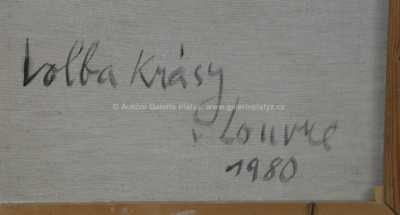 Volba Krásy
© Aukční Galerie Platýz, www.galerieplatyz.cz
v Louvre
1980